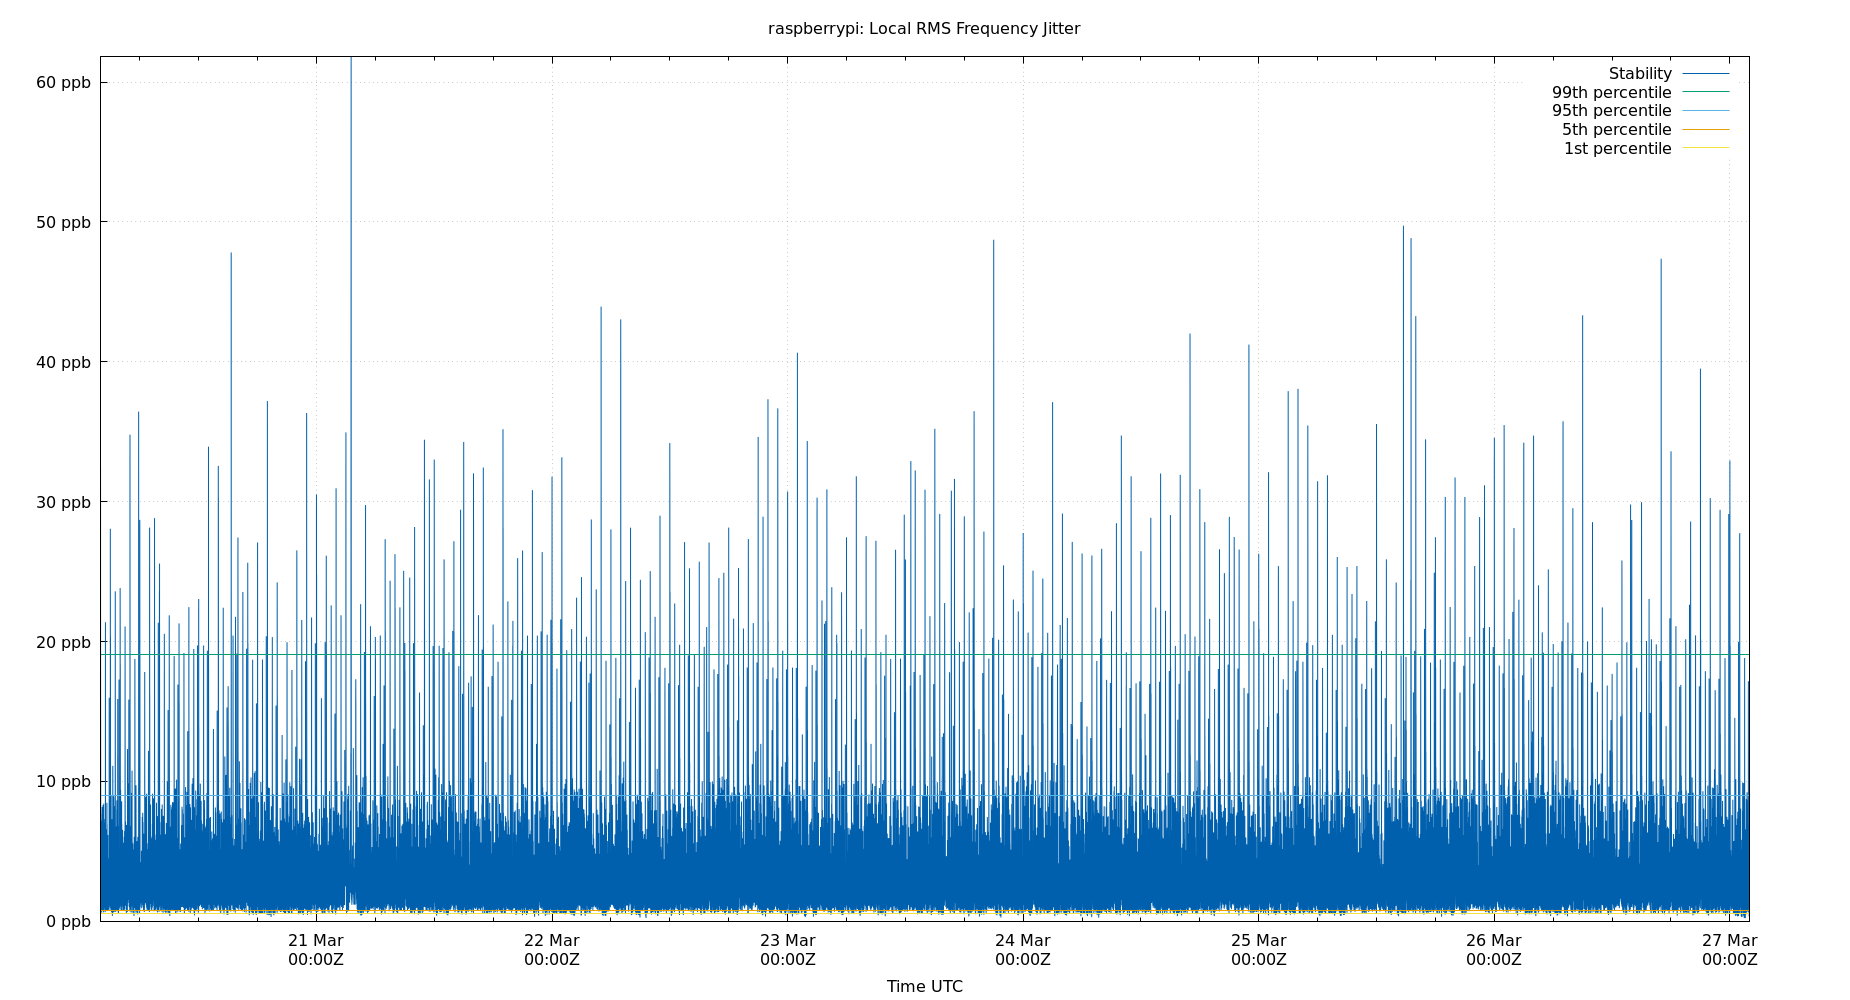 raspberrypi: Local RMS Frequency Jitter
60 ppb
50 ppb
40 ppb
30 ppb
20 ppb
10 ppb
0 ppb
Stability
99th percentile
95th percentile
5th percentile
1st percentile
21 Mar 00:00Z
22 Mar 00:00Z
23 Mar 00:00Z
24 Mar 00:00Z
25 Mar 00:00Z
26 Mar 00:00Z
27 Mar 00:00Z
Time UTC